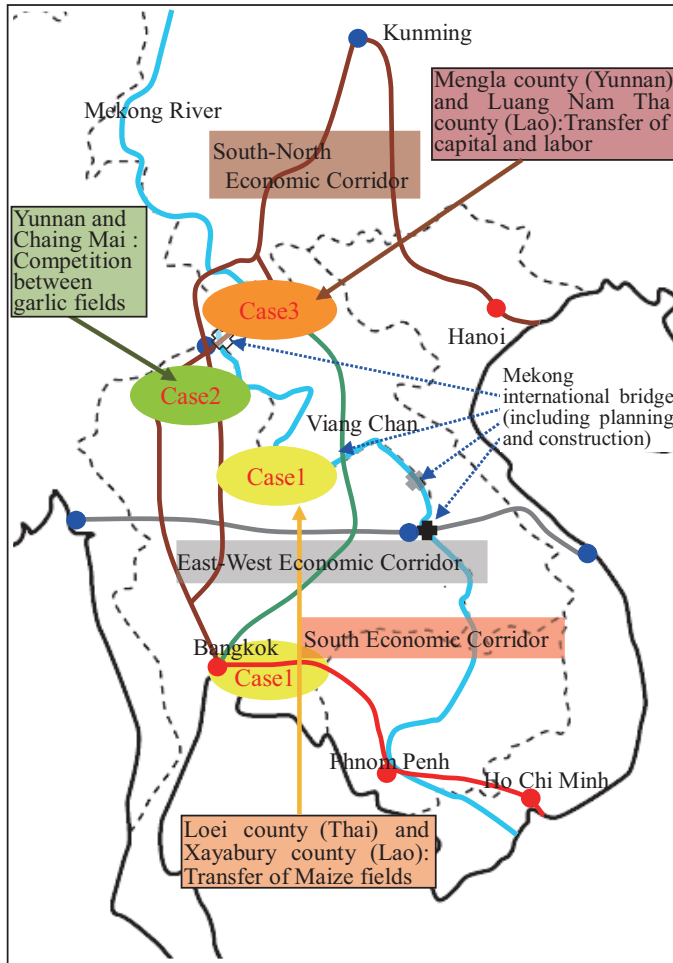 Kunming
Mekong River
Mengla county (Yunnan)
and Luang Nam Tha
county (Lao):Transfer of
capital and labor
South-North
Economic Corridor
Yunnan and
Chaing Mai :
Competition
between
garlic fields
Case3
Hanoi
Case2
Mekong
international bridge
(including planning
and construction)
Viang Chan
Case1
East-West Economic Corridor
South Economic Corridor
Bangkok
Case1
Phnom Penh
Ho Chi Minh
Loei county (Thai) and
Xayabury county (Lao):
Transfer of Maize fields